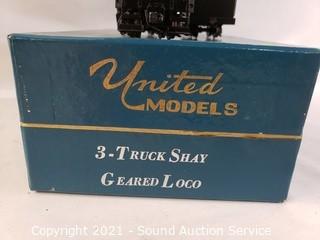 United
MODELS
3-TRUCK SHAY
GEARED LOCO
Copyright 2021 - Sound Auction Service